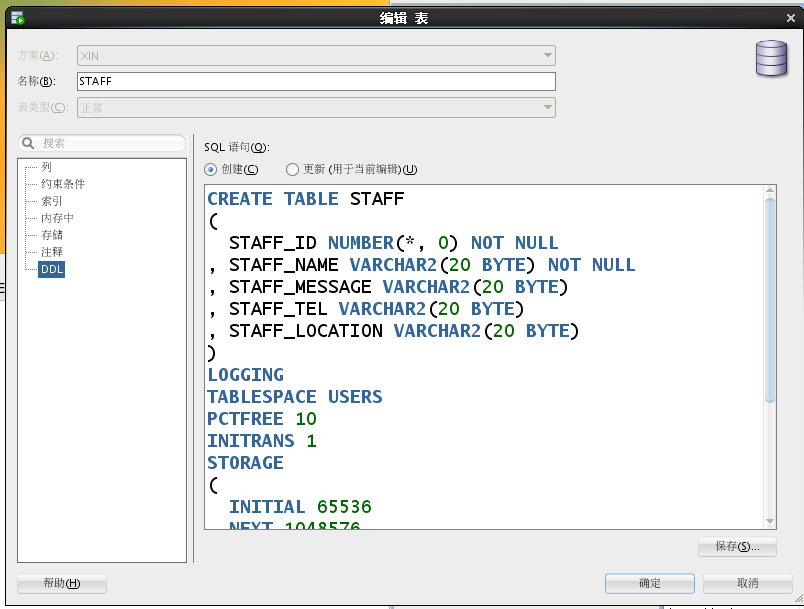 编辑 表
方案(A): XIN
名称(B): STAFF
表类型(C): 正常
搜索
列
约束条件
索引
内存中
存储
注释
DDL
SQL 语句(Q):
创建(C) 更新 (用于当前编辑)(U)
CREATE TABLE STAFF
(
STAFF_ID NUMBER(*, 0) NOT NULL
, STAFF_NAME VARCHAR2(20 BYTE) NOT NULL
, STAFF_MESSAGE VARCHAR2(20 BYTE)
, STAFF_TEL VARCHAR2(20 BYTE)
, STAFF_LOCATION VARCHAR2(20 BYTE)
)
LOGGING
TABLESPACE USERS
PCTFREE 10
INITRANS 1
STORAGE
(
INITIAL 65536
NEXT 1048576
保存(S)...
帮助(H) 确定 取消